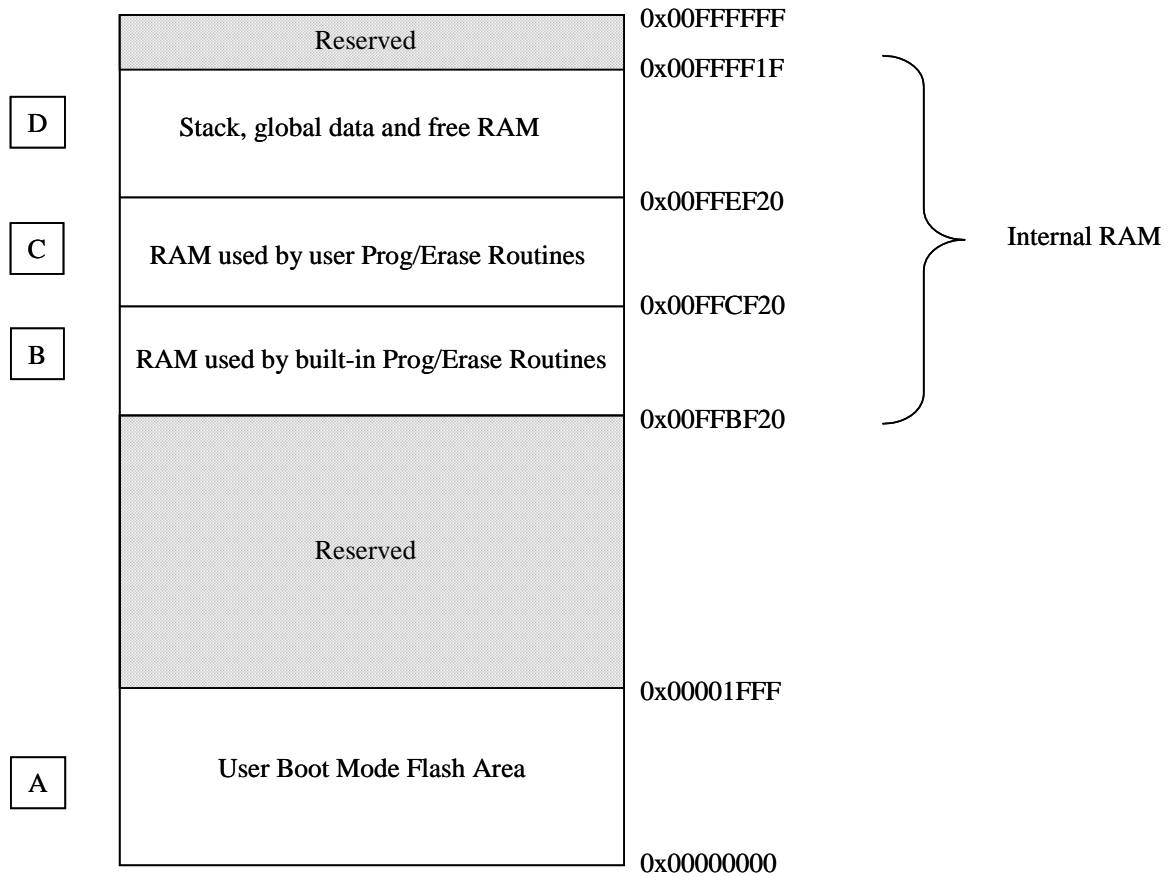 0x00FFFFFF
Reserved
0x00FFFF1F
D
Stack, global data and free RAM
0x00FFEF20
C
RAM used by user Prog/Erase Routines
Internal RAM
0x00FFCF20
B
RAM used by built-in Prog/Erase Routines
0x00FFBF20
Reserved
0x00001FFF
A
User Boot Mode Flash Area
0x00000000